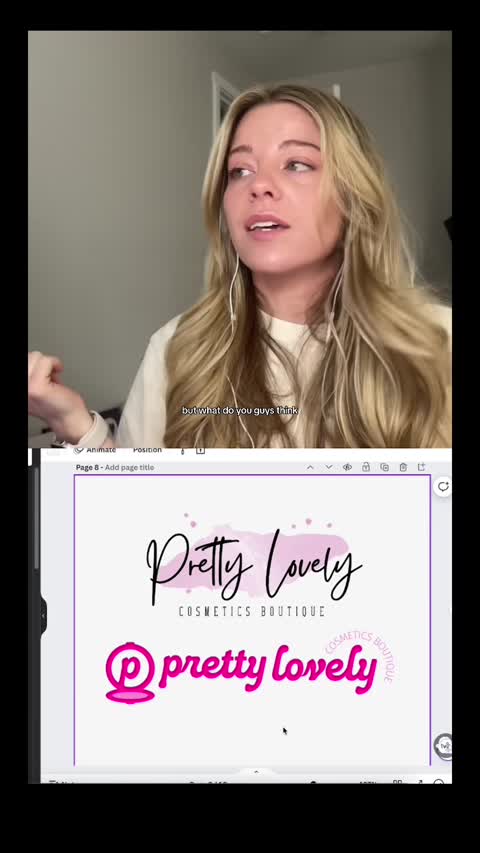 but what do you guys think
Animate
Position
Page 8 - Add page title
Pretty Lovely
COSMETICS BOUTIQUE
COSMETICS BOUTIQUE
p pretty lovely